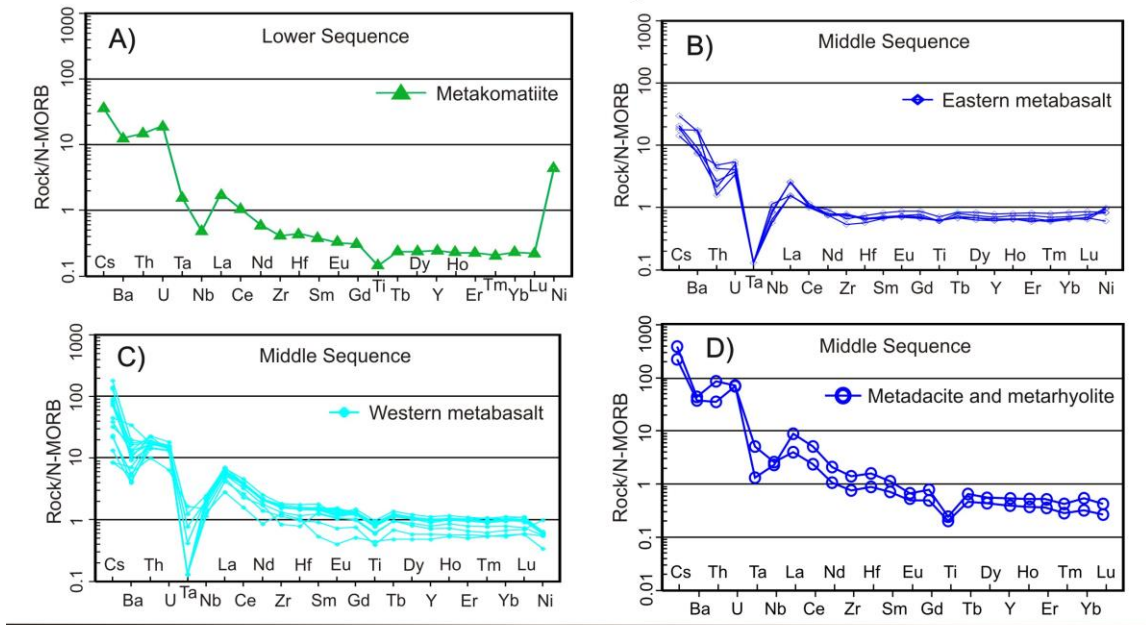 A)
Lower Sequence
Metakomatiite
Rock/N-MORB
1000
100
10
1
0.1
Cs Th Ta La Nd Hf Eu Dy Ho
Ba U Nb Ce Zr Sm Gd Ti Tb Y Er Tm Yb Lu Ni
B)
Middle Sequence
Eastern metabasalt
Rock/N-MORB
1000
100
10
1
0.1
Cs Th La Nd Hf Eu Ti Dy Ho Tm Lu
Ba U Ta Nb Ce Zr Sm Gd Tb Y Er Yb Ni
C)
Middle Sequence
Western metabasalt
Rock/N-MORB
1000
100
10
1
0.1
Cs Th La Nd Hf Eu Ti Dy Ho Tm Lu
Ba U Ta Nb Ce Zr Sm Gd Tb Y Er Yb Ni
D)
Middle Sequence
Metadacite and metarhyolite
Rock/N-MORB
1000
100
10
1
0.1
0.01
Cs Th Ta La Nd Hf Eu Ti Dy Ho Tm Lu
Ba U Nb Ce Zr Sm Gd Tb Y Er Yb